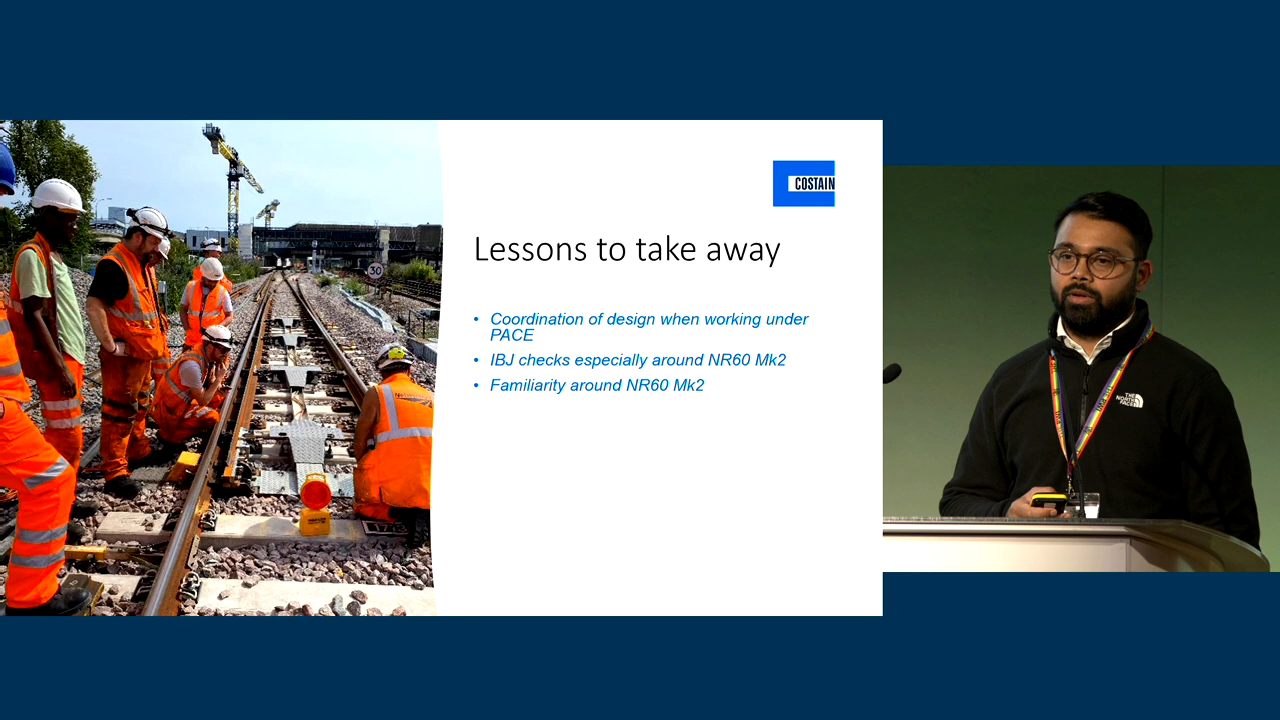 COSTAIN
Lessons to take away
• Coordination of design when working under
PACE
• IBJ checks especially around NR60 Mk2
• Familiarity around NR60 Mk2
30
THE
NORTH
FACE